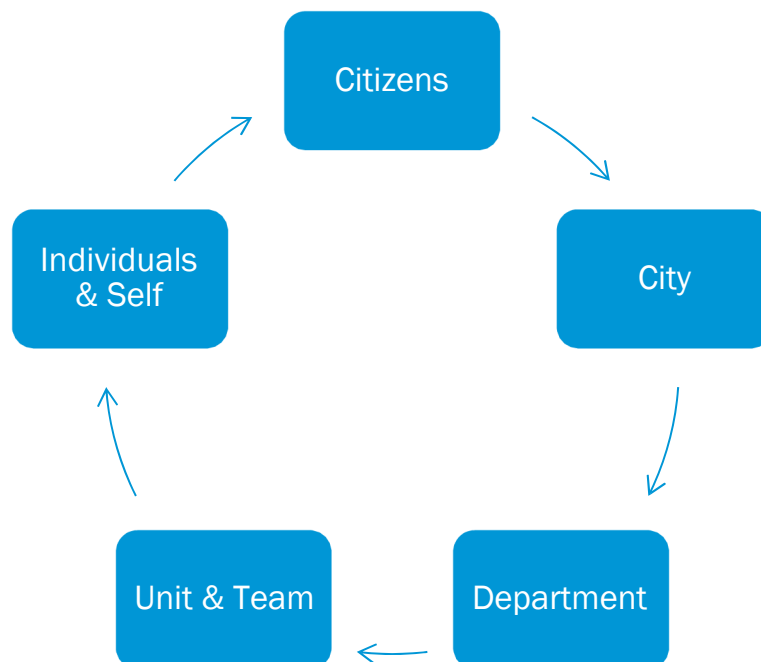 Citizens
City
Department
Unit & Team
Individuals
& Self